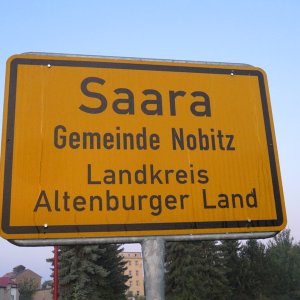 Saara
Gemeinde Nobitz
Landkreis
Altenburger Land